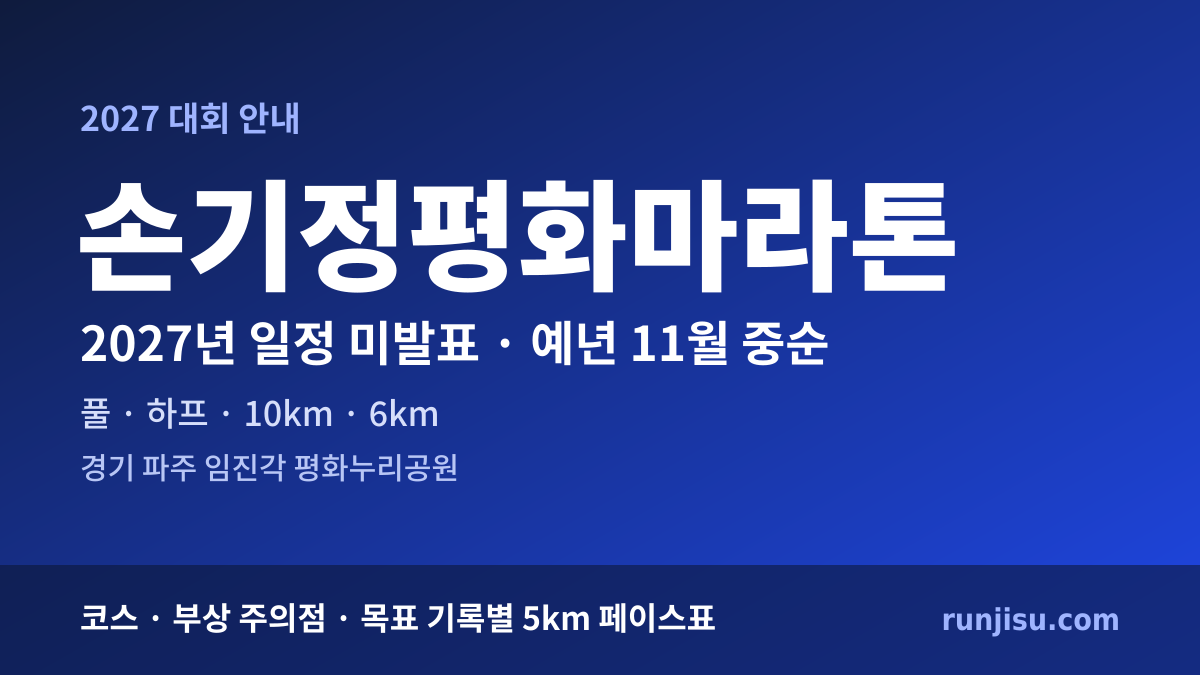 2027 대회 안내
손기정평화마라톤
2027년 일정 미발표 · 예년 11월 중순
풀 · 하프 · 10km · 6km
경기 파주 임진각 평화누리공원
코스 · 부상 주의점 · 목표 기록별 5km 페이스표
runjisu.com